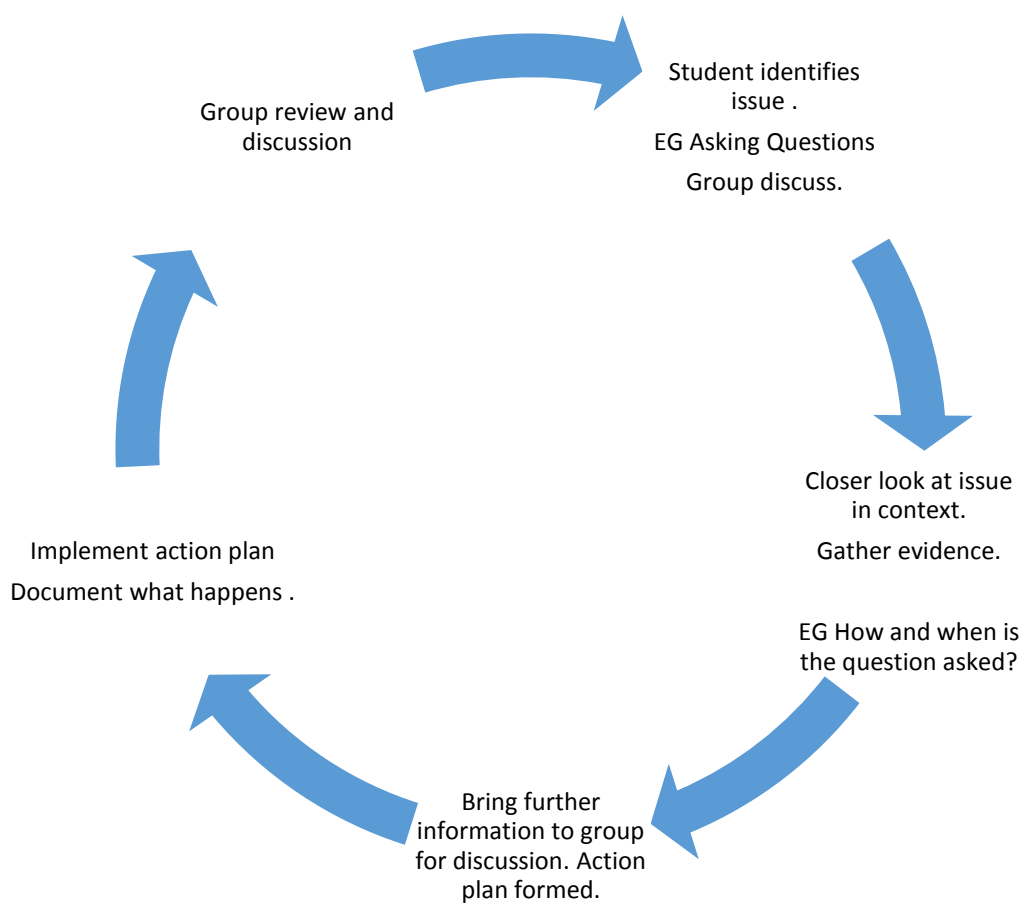 Student identifies
issue .
EG Asking Questions
Group discuss.
Closer look at issue
in context.
Gather evidence.
EG How and when is
the question asked?
Bring further
information to group
for discussion. Action
plan formed.
Implement action plan
Document what happens .
Group review and
discussion